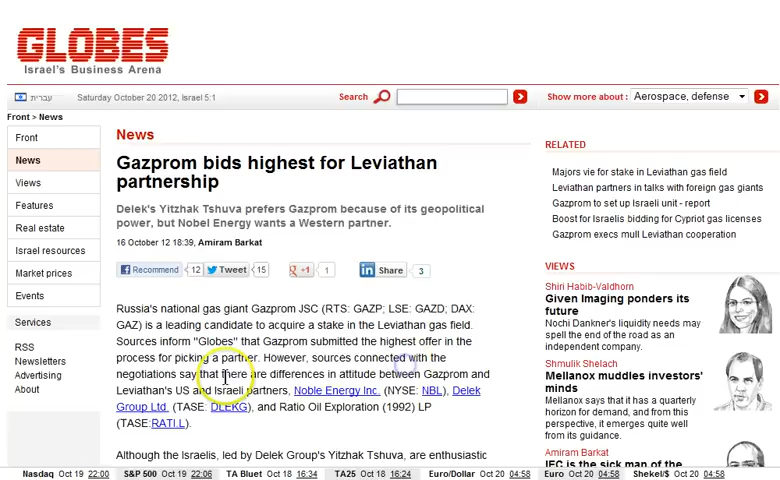 GLOBES
Israel's Business Arena
עברית
Saturday October 20 2012, Israel 5:1
Search
Show more about :
Aerospace, defense
Front > News
Front
News
Views
Features
Real estate
Israel resources
Market prices
Events
Services
RSS
Newsletters
Advertising
About
News
Gazprom bids highest for Leviathan
partnership
Delek's Yitzhak Tshuva prefers Gazprom because of its geopolitical
power, but Nobel Energy wants a Western partner.
16 October 12 18:39, Amiram Barkat
Recommend 12 Tweet 15 +1 1 Share 3
Russia's national gas giant Gazprom JSC (RTS: GAZP; LSE: GAZD; DAX:
GAZ) is a leading candidate to acquire a stake in the Leviathan gas field.
Sources inform "Globes" that Gazprom submitted the highest offer in the
process for picking a partner. However, sources connected with the
negotiations say that there are differences in attitude between Gazprom and
Leviathan's US and Israeli partners, Noble Energy Inc. (NYSE: NBL), Delek
Group Ltd. (TASE: DLEKG), and Ratio Oil Exploration (1992) LP
(TASE:RATI.L).
Although the Israelis, led by Delek Group's Yitzhak Tshuva, are enthusiastic
RELATED
Majors vie for stake in Leviathan gas field
Leviathan partners in talks with foreign gas giants
Gazprom to set up Israeli unit - report
Boost for Israelis bidding for Cypriot gas licenses
Gazprom execs mull Leviathan cooperation
VIEWS
Shiri Habib-Valdhorn
Given Imaging ponders its
future
Nochi Dankner's liquidity needs may
spell the end of the road as an
independent company.
Shmulik Shelach
Mellanox muddles investors'
minds
Mellanox says that it has a quarterly
horizon for demand, and from this
perspective, it emerges quite well
from its guidance.
Amiram Barkat
IEC is the sick man of the
Nasdaq Oct 19 22:00 S&P 500 Oct 19 22:06 TA Bluet Oct 18 16:34 TA25 Oct 18 16:24 Euro/Dollar Oct 20 04:58 Euro Oct 20 04:58 Shekel/$ Oct 20 04:58